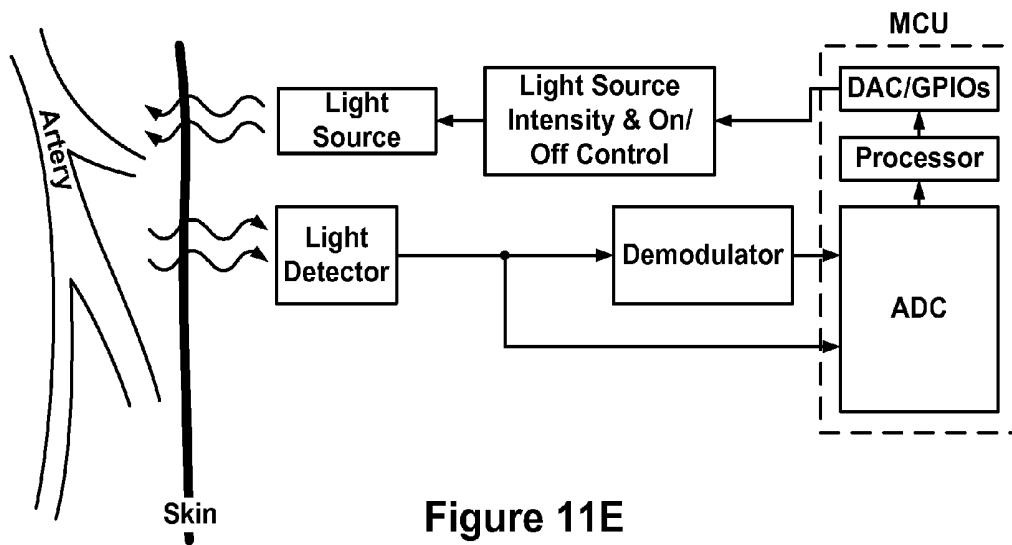 MCU
Artery
Light
Source
Light Source
Intensity & On/
Off Control
DAC/GPIOs
Processor
Light
Detector
Demodulator
ADC
Skin
Figure 11E